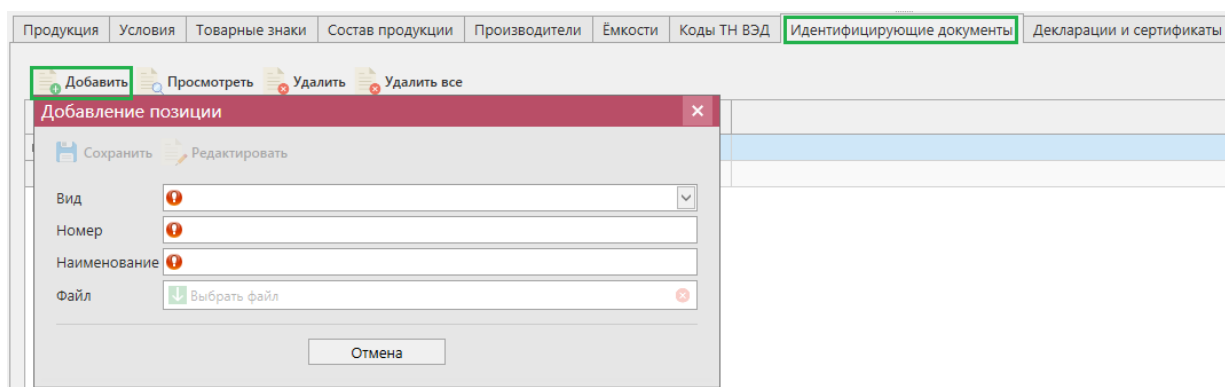 Продукция Условия Товарные знаки Состав продукции Производители Ёмкости Коды ТН ВЭД Идентифицирующие документы Декларации и сертификаты
Добавить Просмотреть Удалить Удалить все
Добавление позиции
Сохранить Редактировать
Вид
Номер
Наименование
Файл Выбрать файл
Отмена